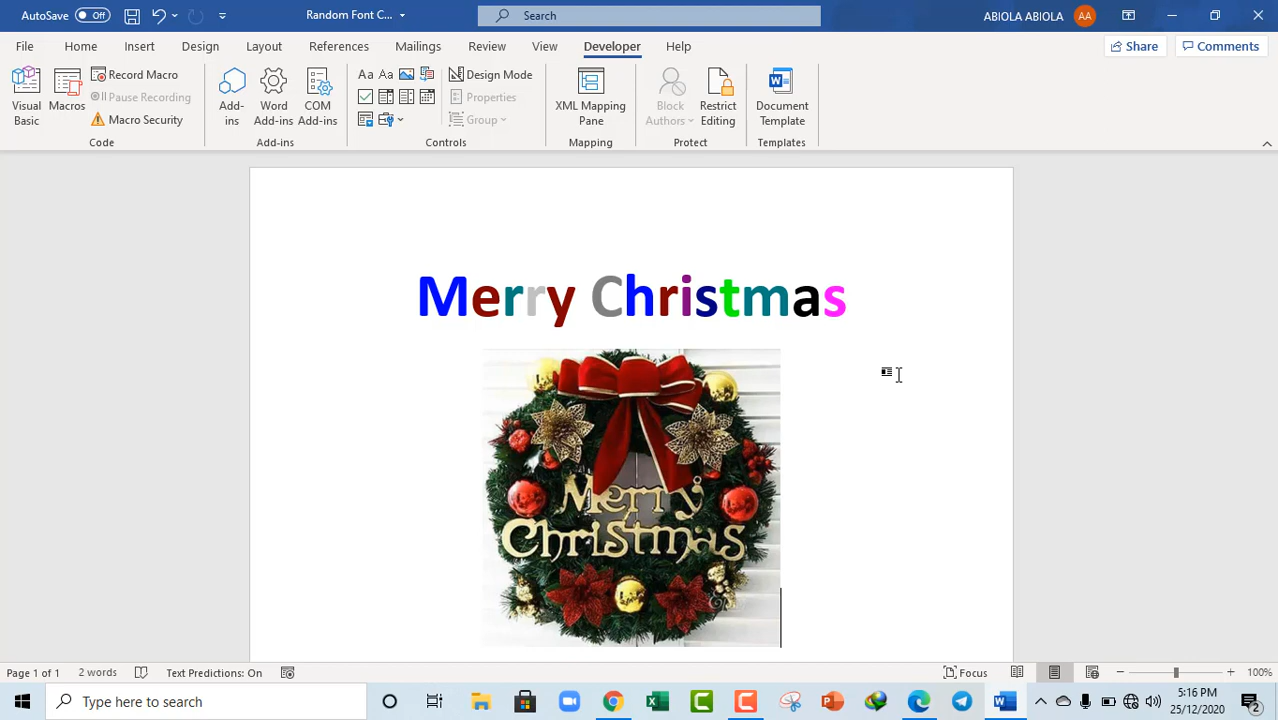 AutoSave Off Random Font C... Search ABIOLA ABIOLA AA
File Home Insert Design Layout References Mailings Review View Developer Help Share Comments
Visual Basic
Macros
Record Macro
Pause Recording
Macro Security
Code
Add-ins
Word Add-ins
COM Add-ins
Add-ins
Aa Aa
Design Mode
Properties
Group
Controls
XML Mapping Pane
Mapping
Block Authors
Restrict Editing
Protect
Document Template
Templates
Merry Christmas
Merry
Christmas
Page 1 of 1 2 words Text Predictions: On Focus 100%
Type here to search
5:16 PM
25/12/2020
2